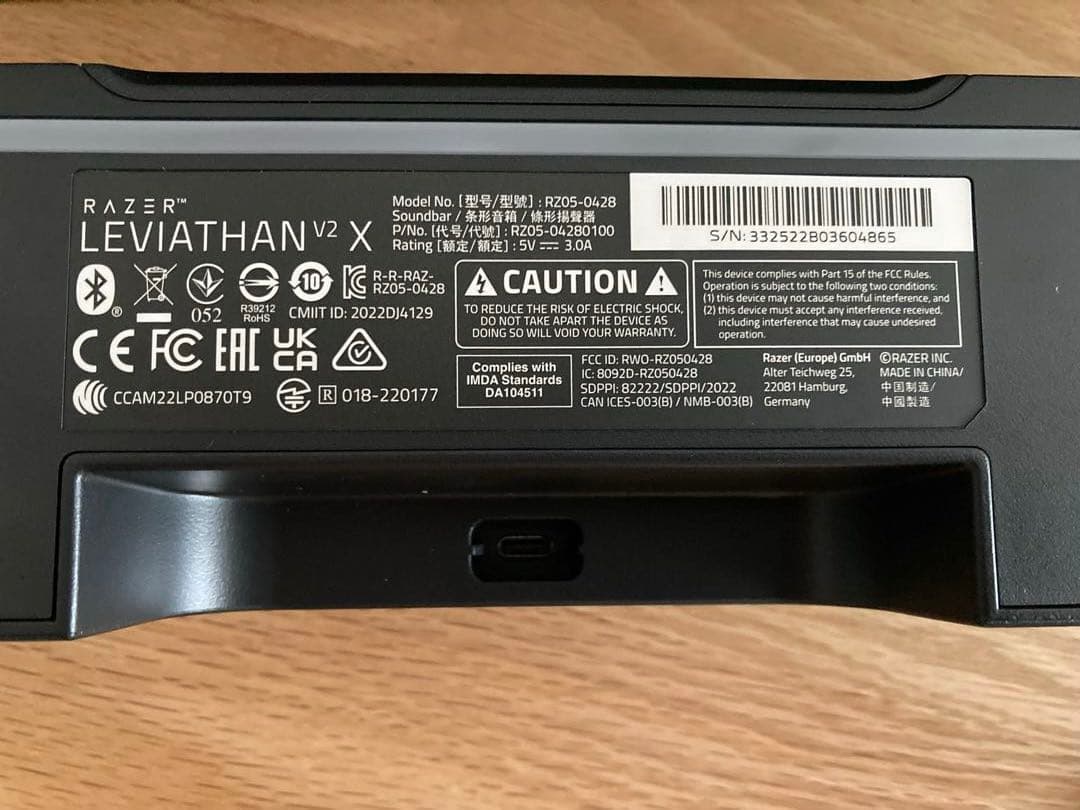 RAZER™
LEVIATHAN V2 X
Model No. [型号/型號] : RZ05-0428
Soundbar / 条形音箱 / 條形揚聲器
P/No. [代号/代號] : RZ05-04280100
Rating [額定/額定] : 5V ⎓ 3.0A
S/N: 332522B03604865
®
052
R39212
RoHS
10
CMIIT ID: 2022DJ4129
R-R-RAZ-
RZ05-0428
CE FC EAC UK
CA
CCAM22LP0870T9
R 018-220177
CAUTION
TO REDUCE THE RISK OF ELECTRIC SHOCK,
DO NOT TAKE APART THE DEVICE AS
DOING SO WILL VOID YOUR WARRANTY.
This device complies with Part 15 of the FCC Rules.
Operation is subject to the following two conditions:
(1) this device may not cause harmful interference, and
(2) this device must accept any interference received,
including interference that may cause undesired
operation.
Complies with
IMDA Standards
DA104511
FCC ID: RWO-RZ050428
IC: 8092D-RZ050428
SDPPI: 82222/SDPPI/2022
CAN ICES-003(B) / NMB-003(B)
Razer (Europe) GmbH
Alter Teichweg 25,
22081 Hamburg,
Germany
©RAZER INC.
MADE IN CHINA/
中国制造/
中國製造